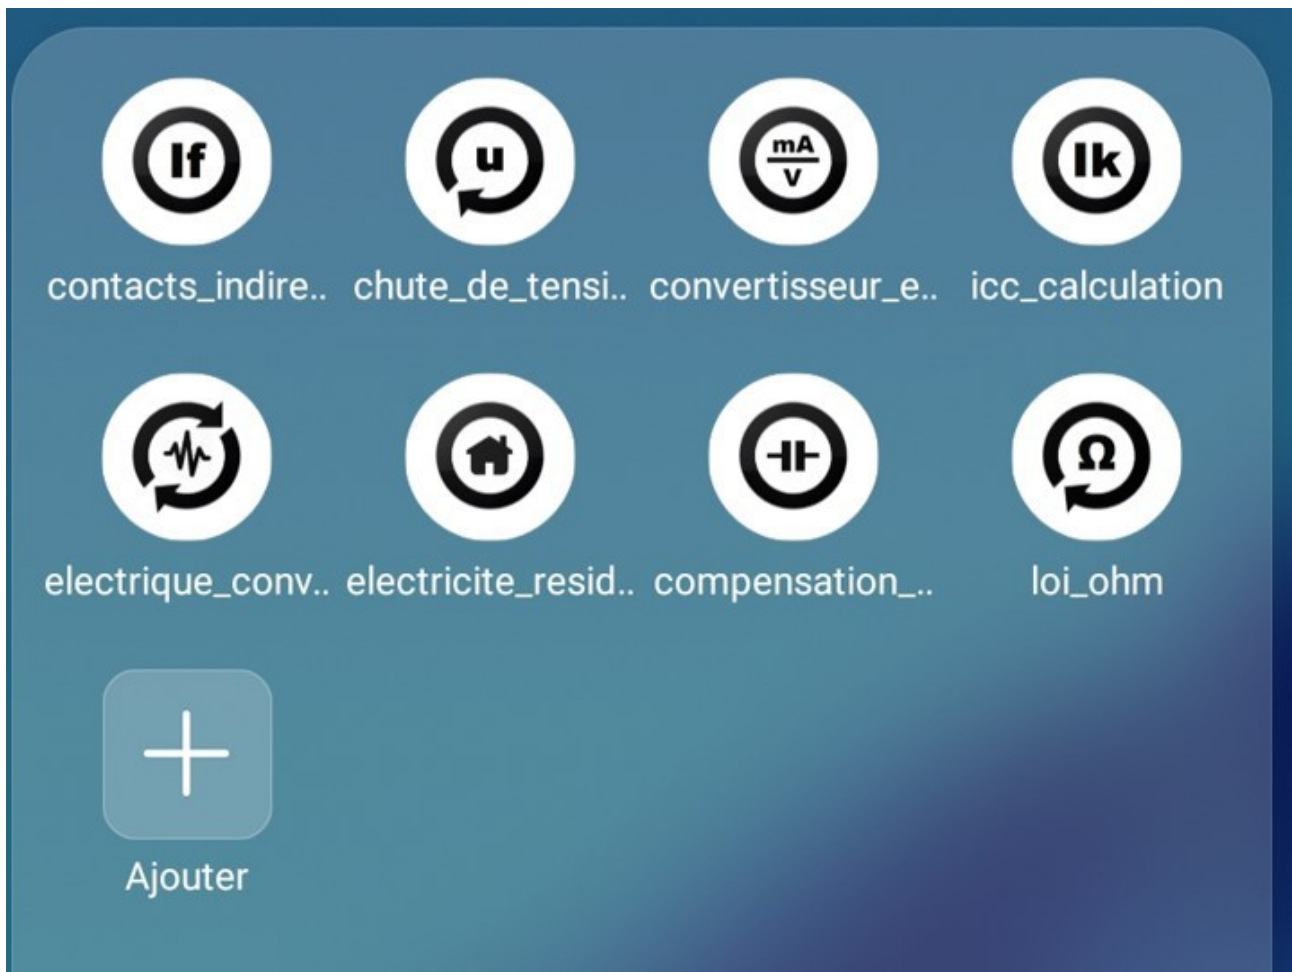 If
u
mA
V
Ik
contacts_indire.. chute_de_tensi.. convertisseur_e.. icc_calculation
Ω
electrique_conv.. electricite_resid.. compensation_.. loi_ohm
Ajouter